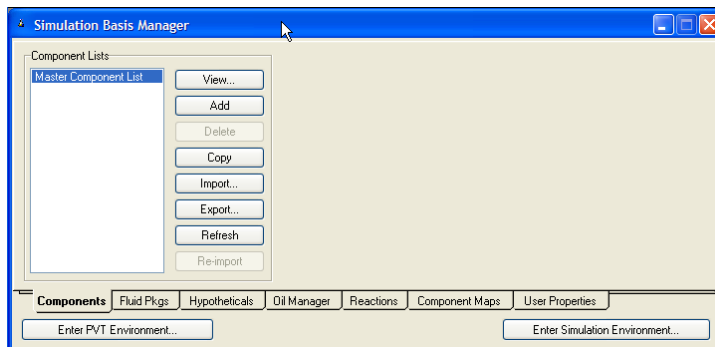 Simulation Basis Manager
Component Lists
Master Component List
View...
Add
Delete
Copy
Import...
Export...
Refresh
Re-import
Components Fluid Pkgs Hypotheticals Oil Manager Reactions Component Maps User Properties
Enter PVT Environment... Enter Simulation Environment...